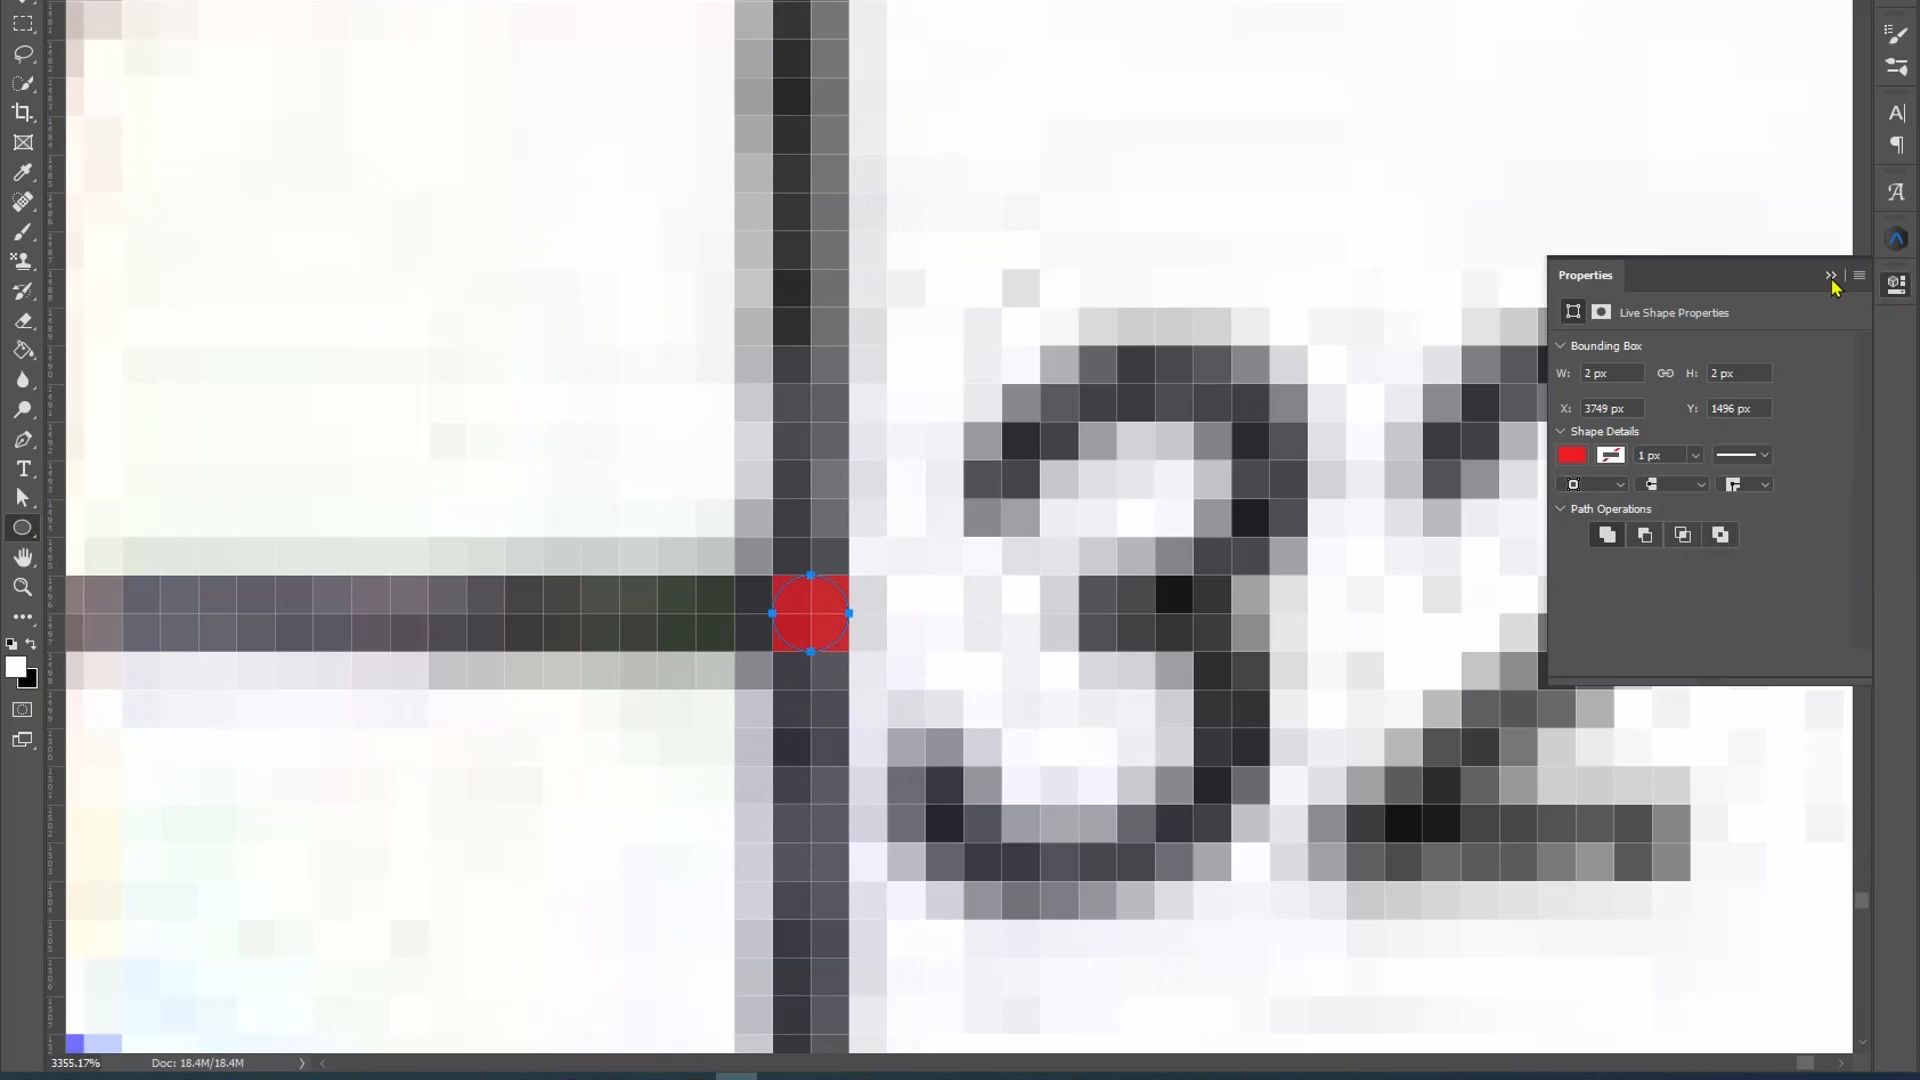 Properties
Live Shape Properties
Bounding Box
W: 2 px H: 2 px
X: 3749 px Y: 1496 px
Shape Details
1 px
Path Operations
32
3355.17% Doc: 18.4M/18.4M